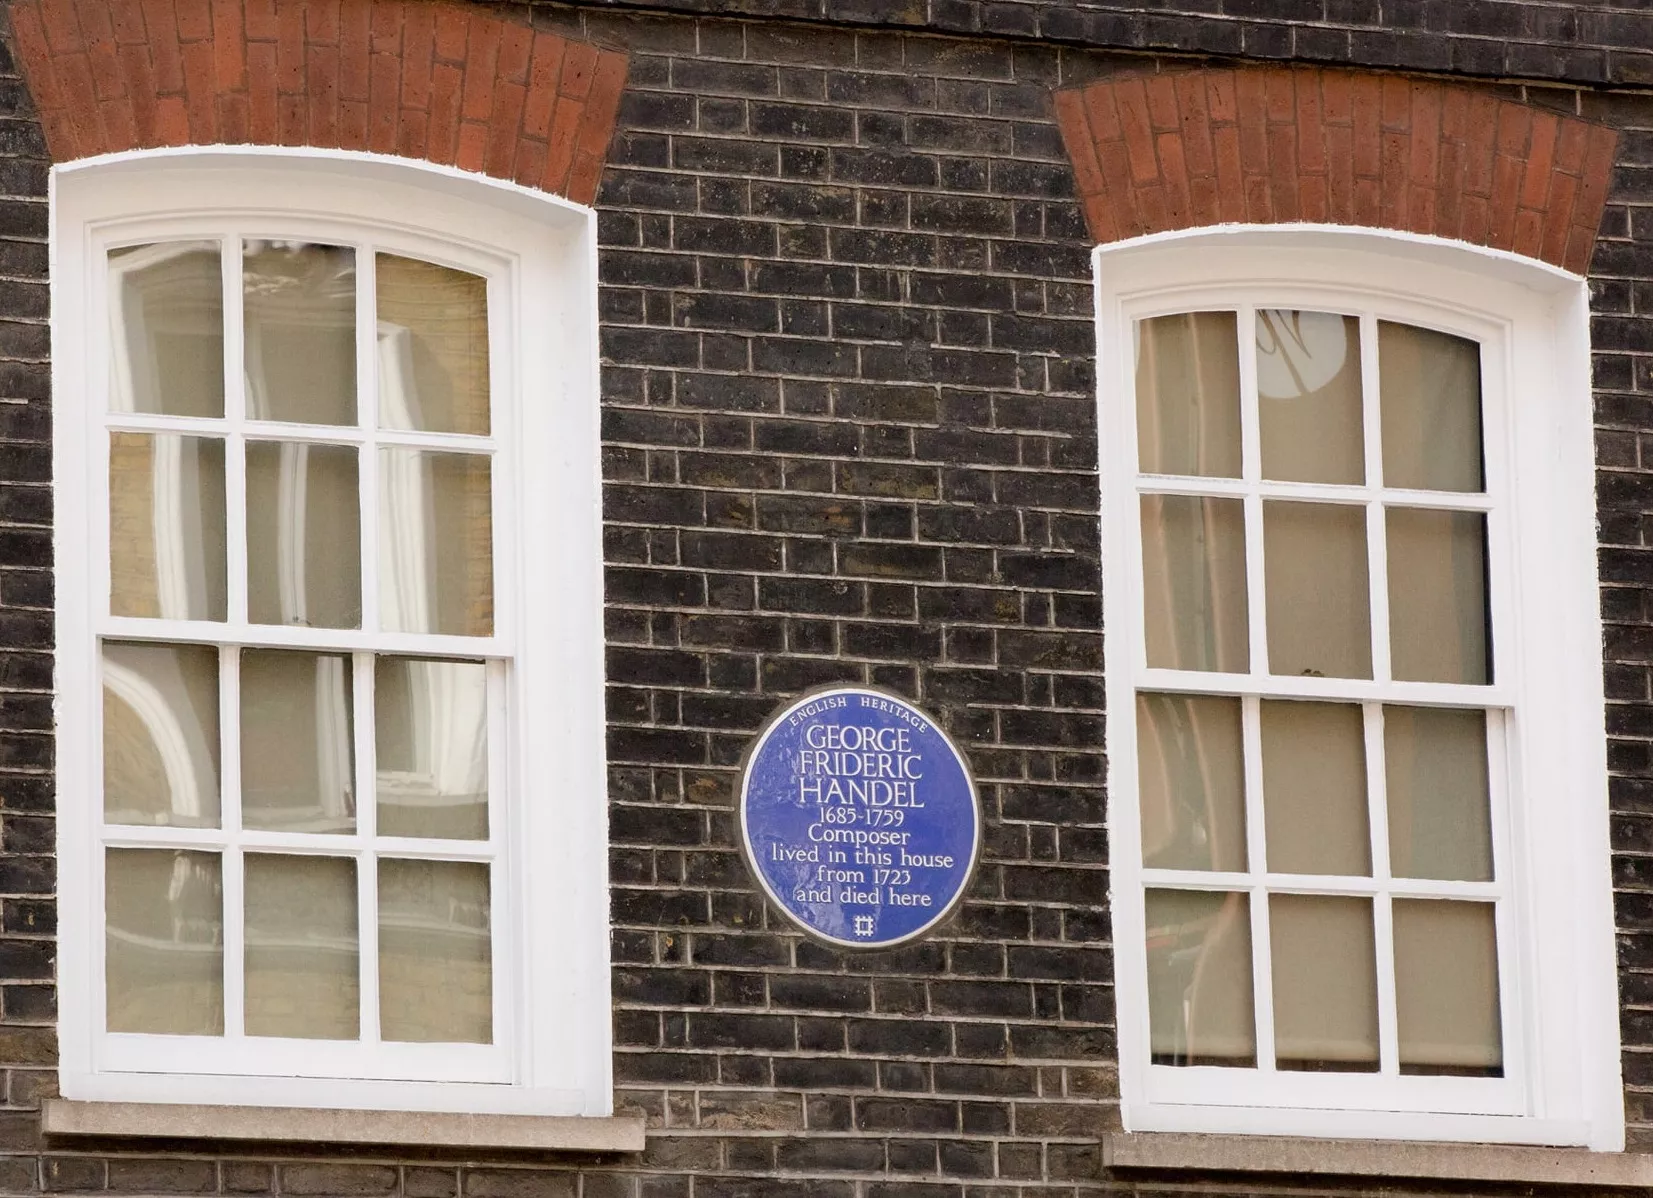 ENGLISH HERITAGE
GEORGE
FRIDERIC
HANDEL
1685-1759
Composer
lived in this house
from 1723
and died here